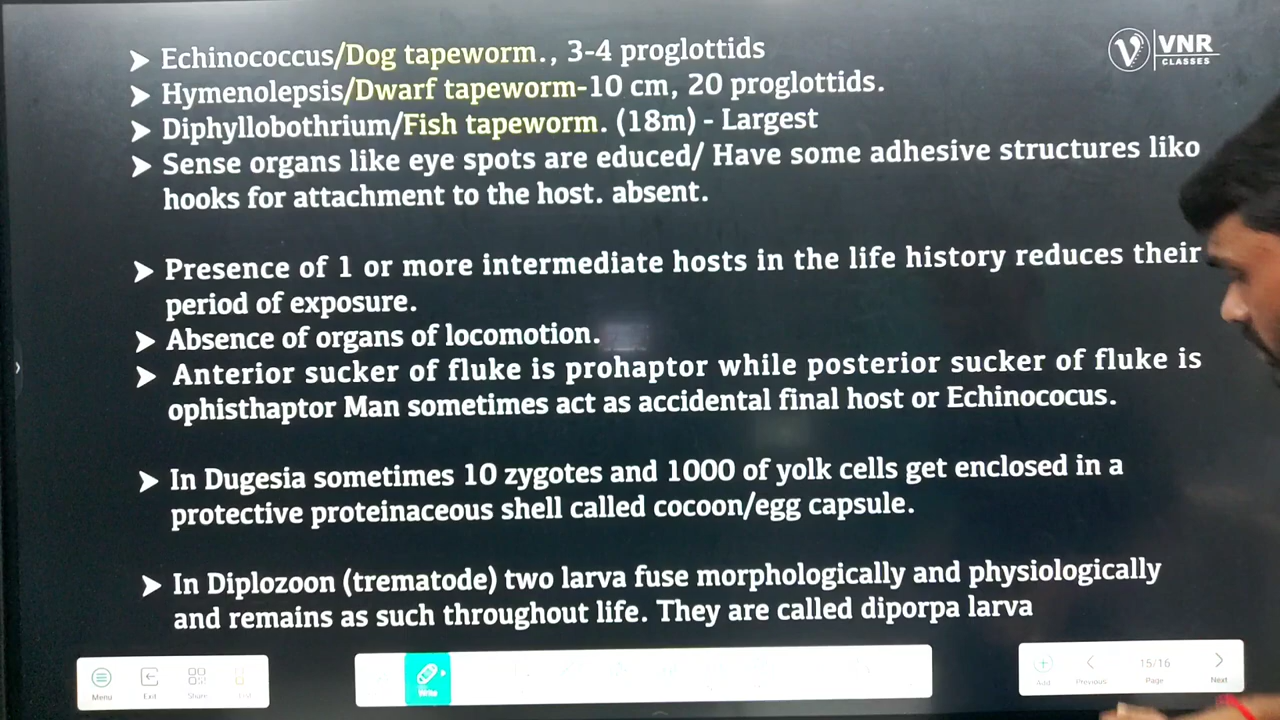 ➤ Echinococcus/Dog tapeworm., 3-4 proglottids
➤ Hymenolepsis/Dwarf tapeworm-10 cm, 20 proglottids.
➤ Diphyllobothrium/Fish tapeworm. (18m) - Largest
➤ Sense organs like eye spots are educed/ Have some adhesive structures liko
hooks for attachment to the host. absent.
➤ Presence of 1 or more intermediate hosts in the life history reduces their
period of exposure.
➤ Absence of organs of locomotion.
➤ Anterior sucker of fluke is prohaptor while posterior sucker of fluke is
ophisthaptor Man sometimes act as accidental final host or Echinococus.
➤ In Dugesia sometimes 10 zygotes and 1000 of yolk cells get enclosed in a
protective proteinaceous shell called cocoon/egg capsule.
➤ In Diplozoon (trematode) two larva fuse morphologically and physiologically
and remains as such throughout life. They are called diporpa larva
VNR
CLASSES
Menu Exit Share
Write
Add Previous 15/16 Page Next